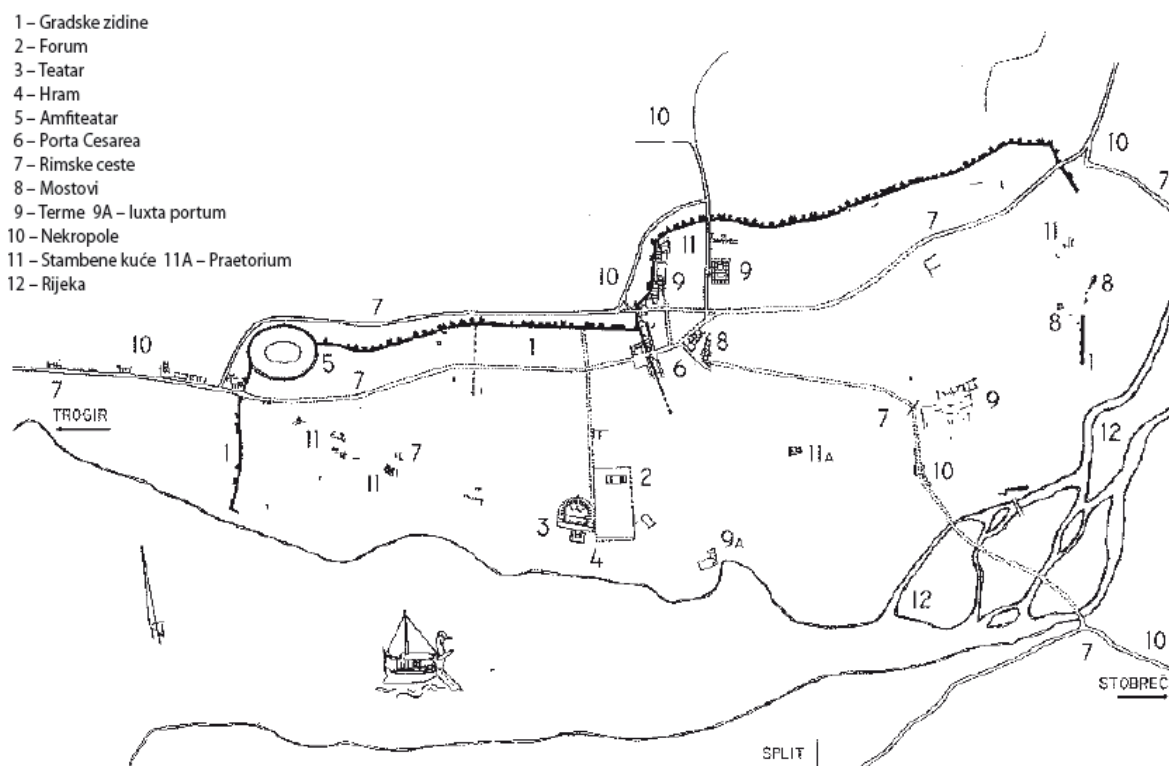 1 – Gradske zidine
2 – Forum
3 – Teatar
4 – Hram
5 – Amfiteatar
6 – Porta Cesarea
7 – Rimske ceste
8 – Mostovi
9 – Terme 9A – Iuxta portum
10 – Nekropole
11 – Stambene kuće 11A – Praetorium
12 – Rijeka
10
10
7
7
11
11
9
9
10
8
7
8
10
5
1
8
6
7
1
7
TROGIR
7
9
12
1
11
7
11
11A
2
10
3
4
9A
12
7
10
STOBREČ
SPLIT